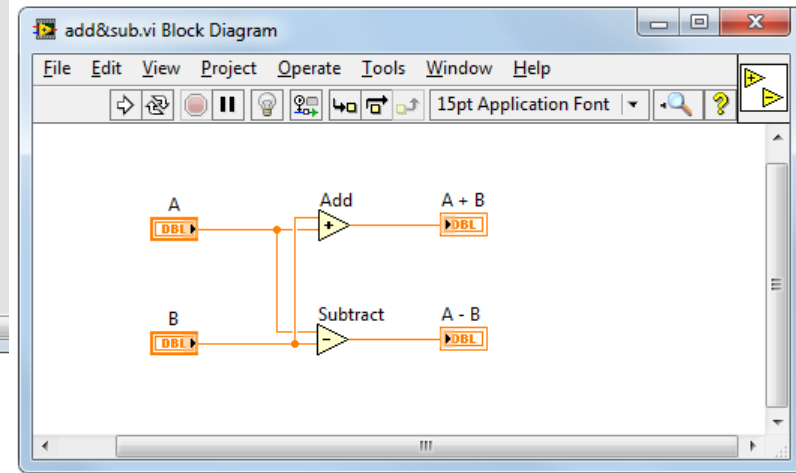 add&sub.vi Block Diagram
File Edit View Project Operate Tools Window Help
15pt Application Font
A Add A + B
DBL + DBL
B Subtract A - B
DBL - DBL